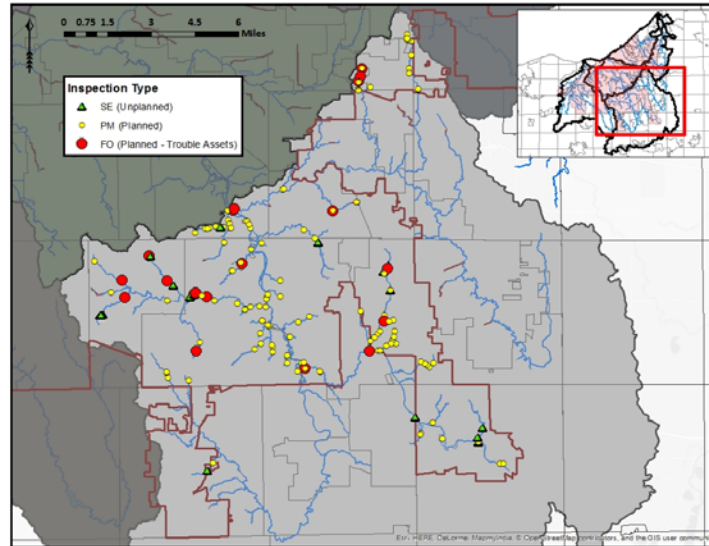 0 0.75 1.5 3 4.5 6
Miles
Inspection Type
SE (Unplanned)
PM (Planned)
FO (Planned - Trouble Assets)
Esri, HERE, DeLorme, MapmyIndia, © OpenStreetMap contributors, and the GIS user commun